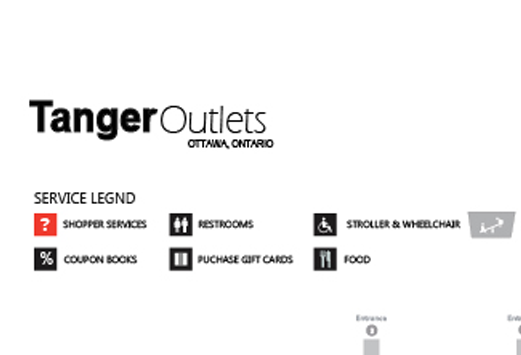 Tanger Outlets
OTTAWA, ONTARIO
SERVICE LEGND
? SHOPPER SERVICES
RESTROOMS
STROLLER & WHEELCHAIR
% COUPON BOOKS
PUCHASE GIFT CARDS
FOOD
Entrance